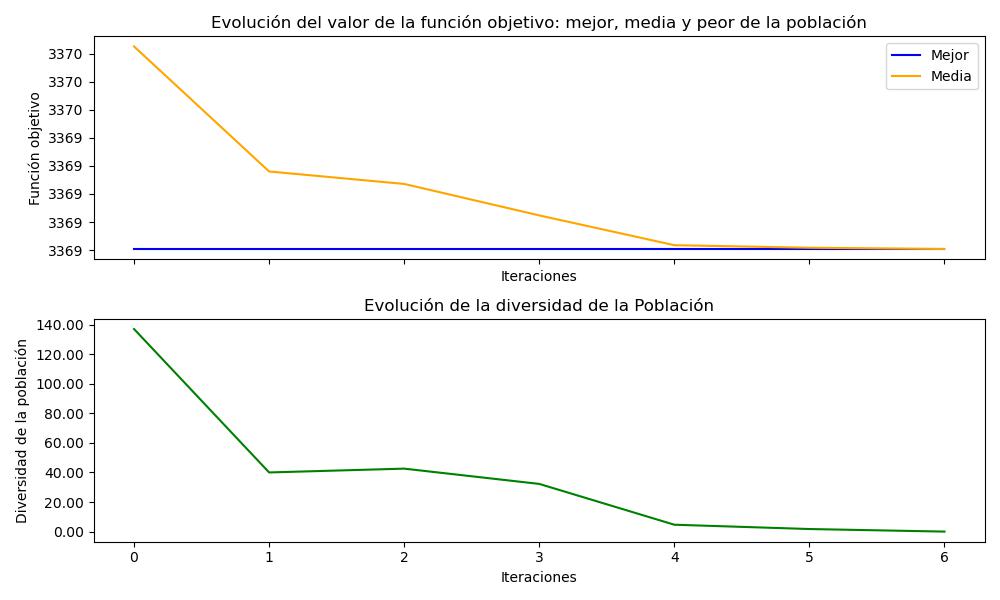 Evolución del valor de la función objetivo: mejor, media y peor de la población
Función objetivo
3370
3370
3370
3369
3369
3369
3369
3369
Mejor
Media
Iteraciones
Evolución de la diversidad de la Población
Diversidad de la población
140.00
120.00
100.00
80.00
60.00
40.00
20.00
0.00
0 1 2 3 4 5 6
Iteraciones